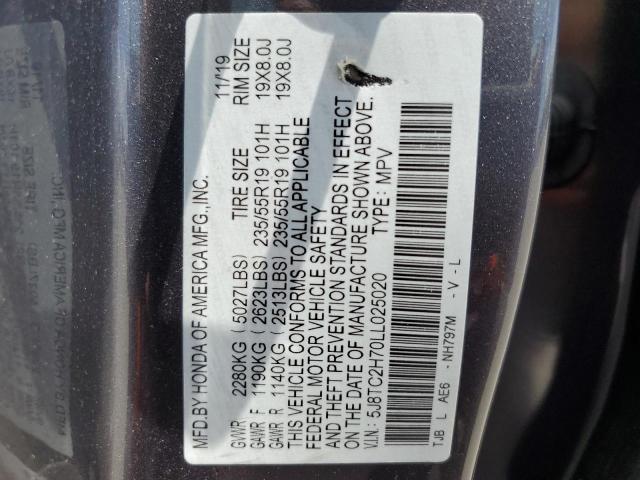 MFD. BY HONDA OF AMERICA MFG., INC. 11/19
GVWR 2280KG (5027LBS) TIRE SIZE RIM SIZE
GAWR F 1190KG (2623LBS) 235/55R19 101H 19X8.0J
GAWR R 1140KG (2513LBS) 235/55R19 101H 19X8.0J
THIS VEHICLE CONFORMS TO ALL APPLICABLE
FEDERAL MOTOR VEHICLE SAFETY
AND THEFT PREVENTION STANDARDS IN EFFECT
ON THE DATE OF MANUFACTURE SHOWN ABOVE.
V.I.N.: 5J8TC2H70LL025020 TYPE: MPV
TJB L AE6 - NH797M - V - L